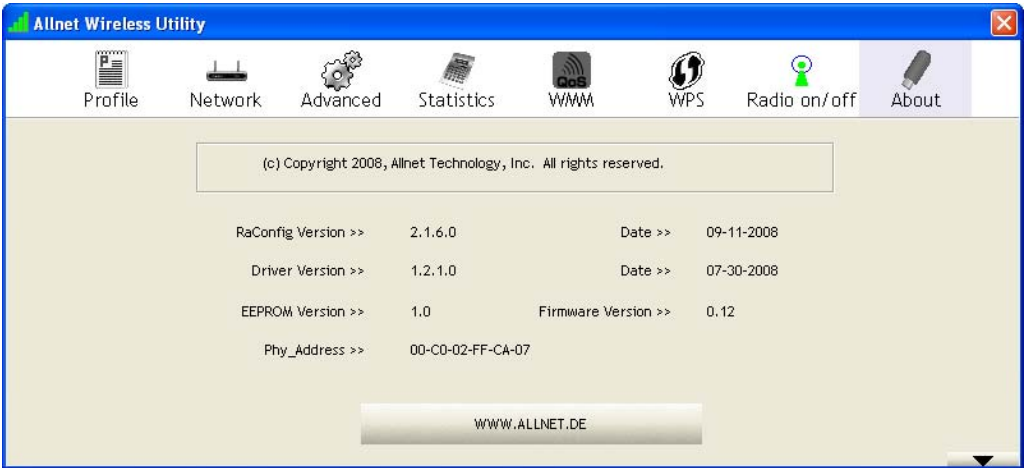 Allnet Wireless Utility
P
QoS
Profile Network Advanced Statistics WMM WPS Radio on/off About
(c) Copyright 2008, Allnet Technology, Inc. All rights reserved.
RaConfig Version >> 2.1.6.0 Date >> 09-11-2008
Driver Version >> 1.2.1.0 Date >> 07-30-2008
EEPROM Version >> 1.0 Firmware Version >> 0.12
Phy_Address >> 00-C0-02-FF-CA-07
WWW.ALLNET.DE